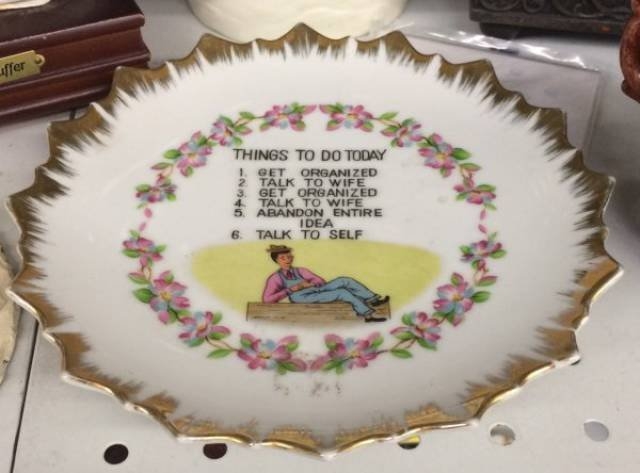 uffer
THINGS TO DO TODAY
1. GET ORGANIZED
2. TALK TO WIFE
3. GET ORGANIZED
4. TALK TO WIFE
5. ABANDON ENTIRE
IDEA
6. TALK TO SELF